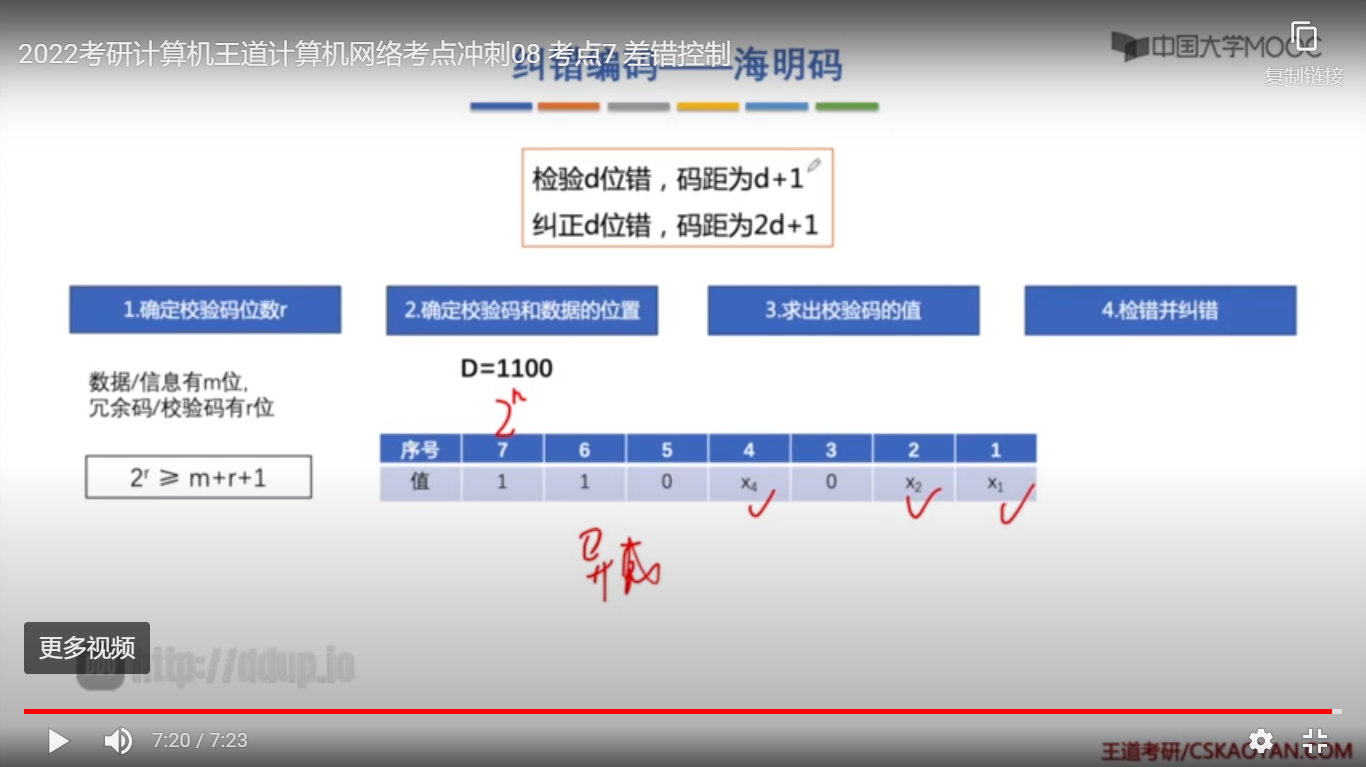 2022考研计算机王道计算机网络考点冲刺08 考点7 差错控制
纠错编码——海明码
中国大学MOOC
复制链接
检验d位错，码距为d+1
纠正d位错，码距为2d+1
1.确定校验码位数r
2.确定校验码和数据的位置
3.求出校验码的值
4.检错并纠错
数据/信息有m位,
冗余码/校验码有r位
D=1100
2ⁿ
序号 7 6 5 4 3 2 1
值 1 1 0 x₄ 0 x₂ x₁
2ʳ ≥ m+r+1
异或
更多视频
http://ddup.io
7:20 / 7:23
王道考研/CSKAOYAN.COM